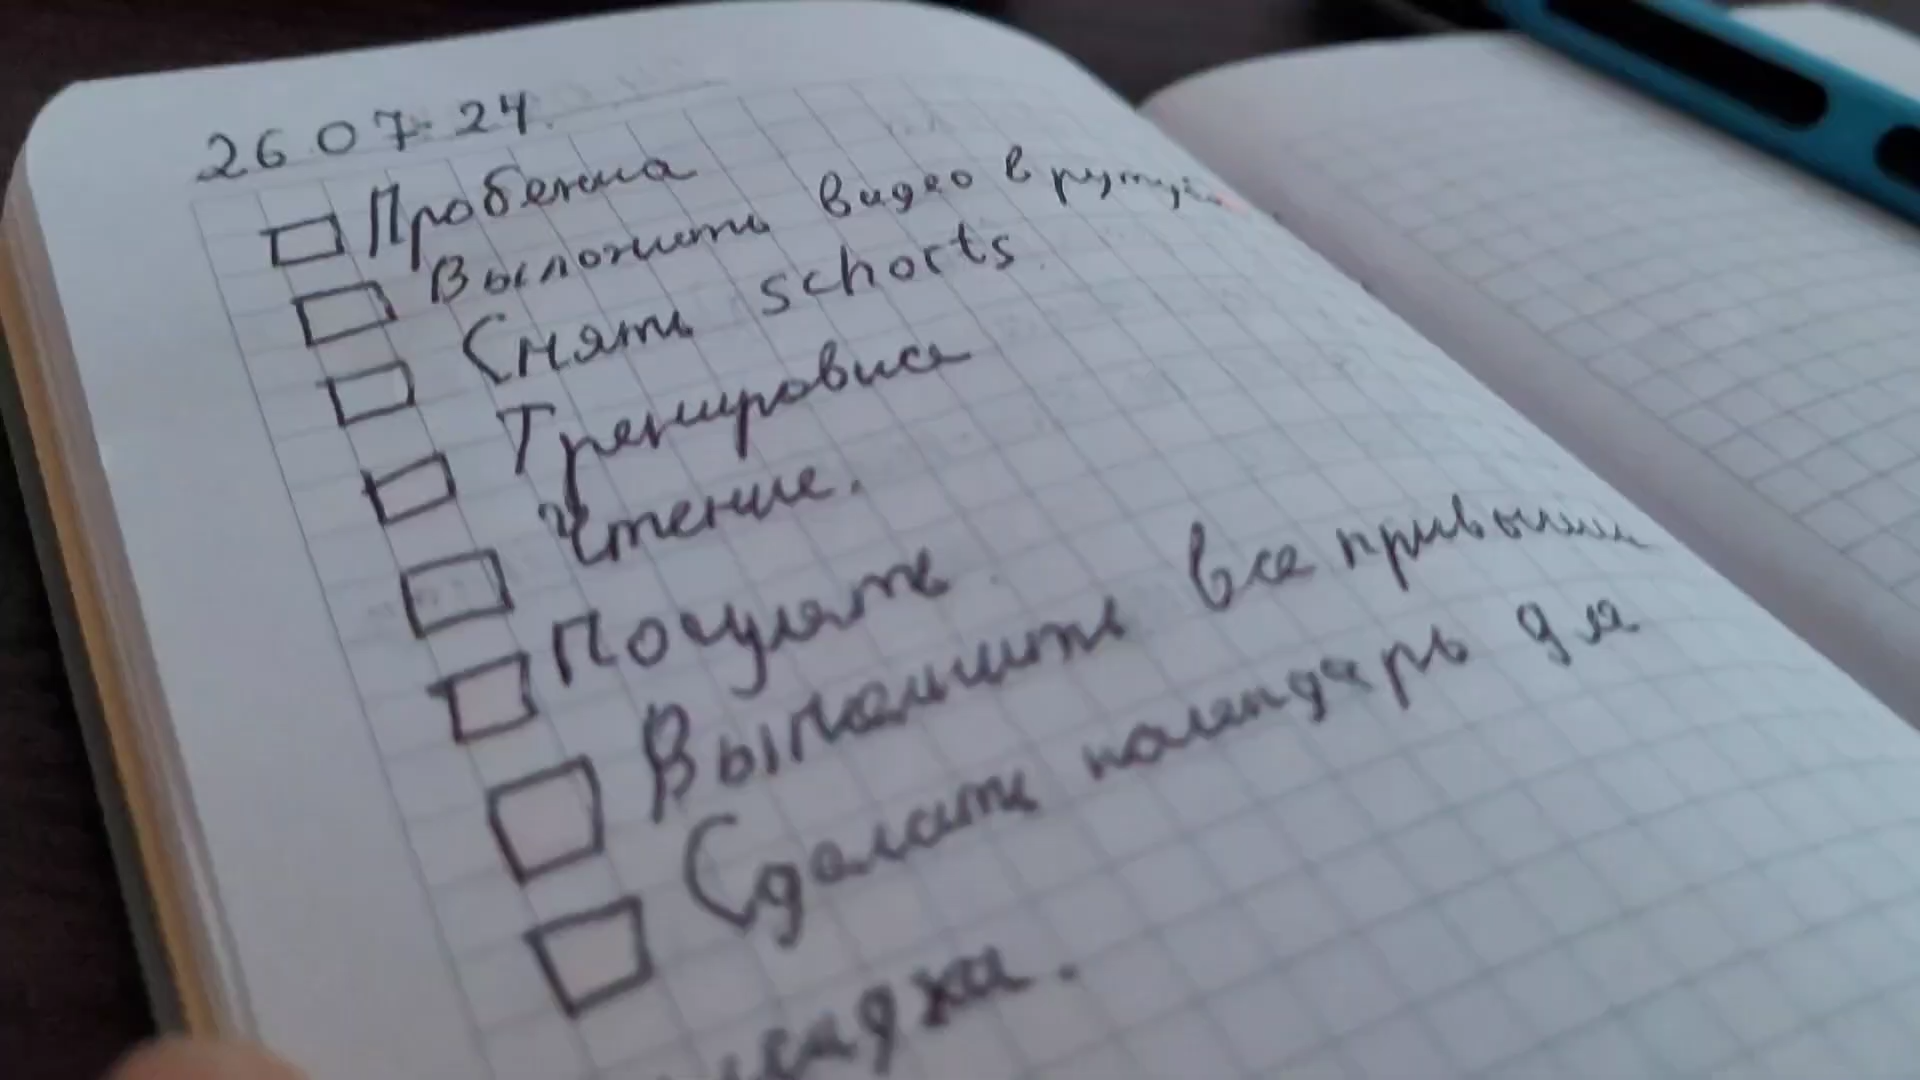 26 07 24.
Пробежка
Выложить видео в рутуб
Снять schorts.
Тренировка
Чтение.
Погулять.
Выполнить все привычки
Сделать календарь для